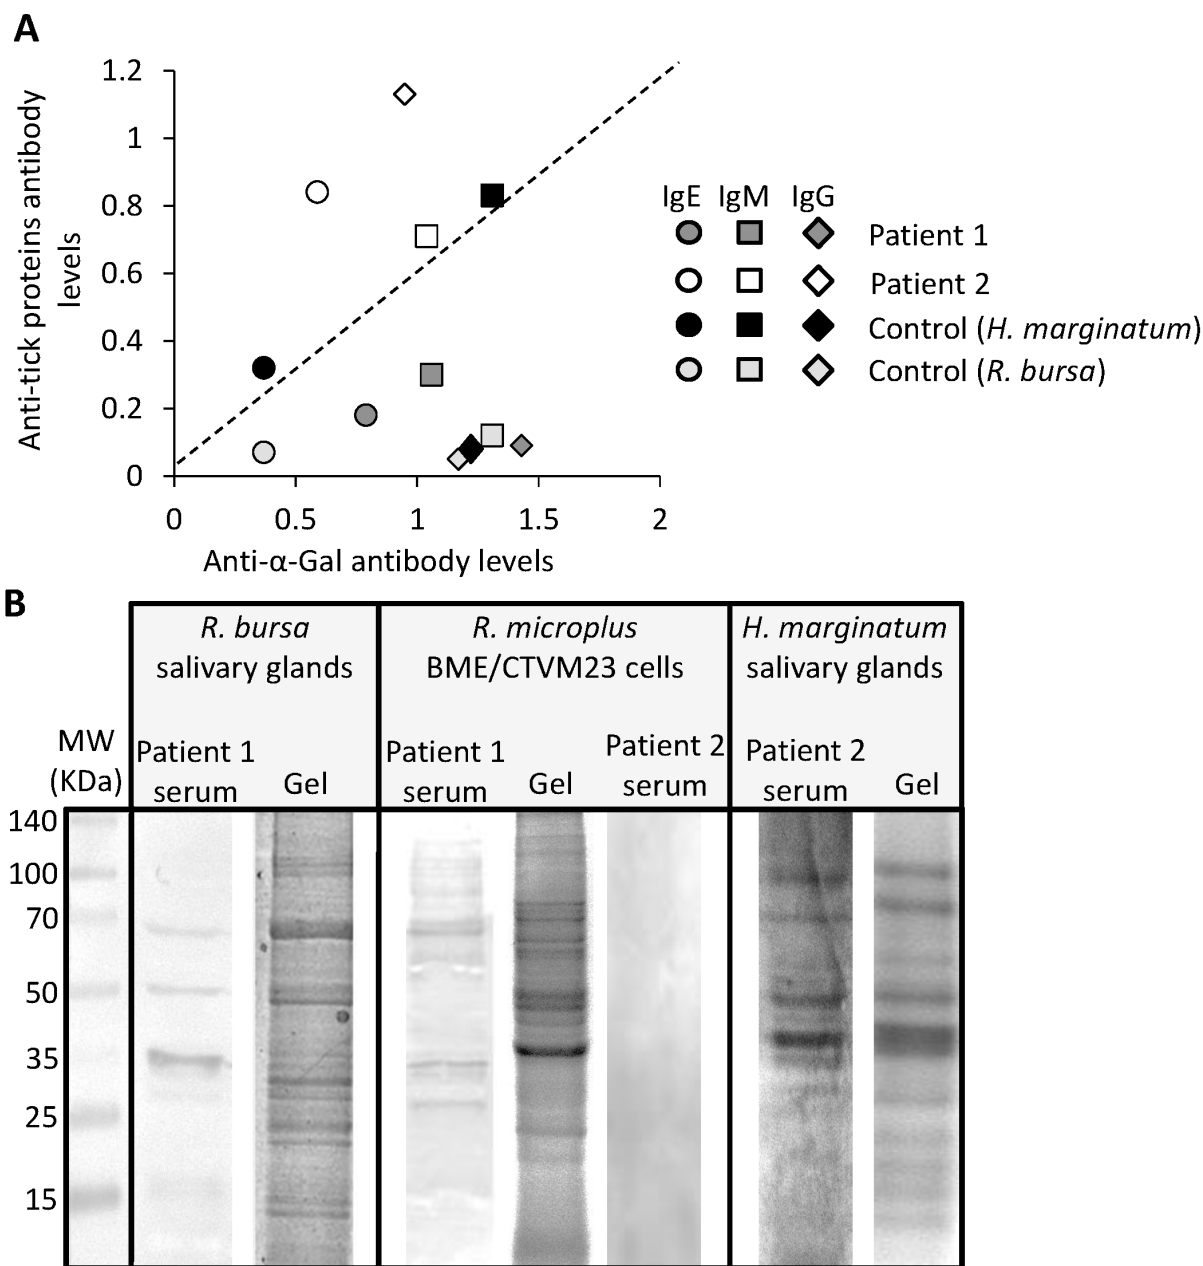 A
1.2
1
0.8
0.6
0.4
0.2
0
Anti-tick proteins antibody
levels
0 0.5 1 1.5 2
Anti-α-Gal antibody levels
IgE IgM IgG
Patient 1
Patient 2
Control (H. marginatum)
Control (R. bursa)
B
R. bursa
salivary glands
R. microplus
BME/CTVM23 cells
H. marginatum
salivary glands
MW
(KDa)
Patient 1
serum
Gel
Patient 1
serum
Gel
Patient 2
serum
Patient 2
serum
Gel
140
100
70
50
35
25
15